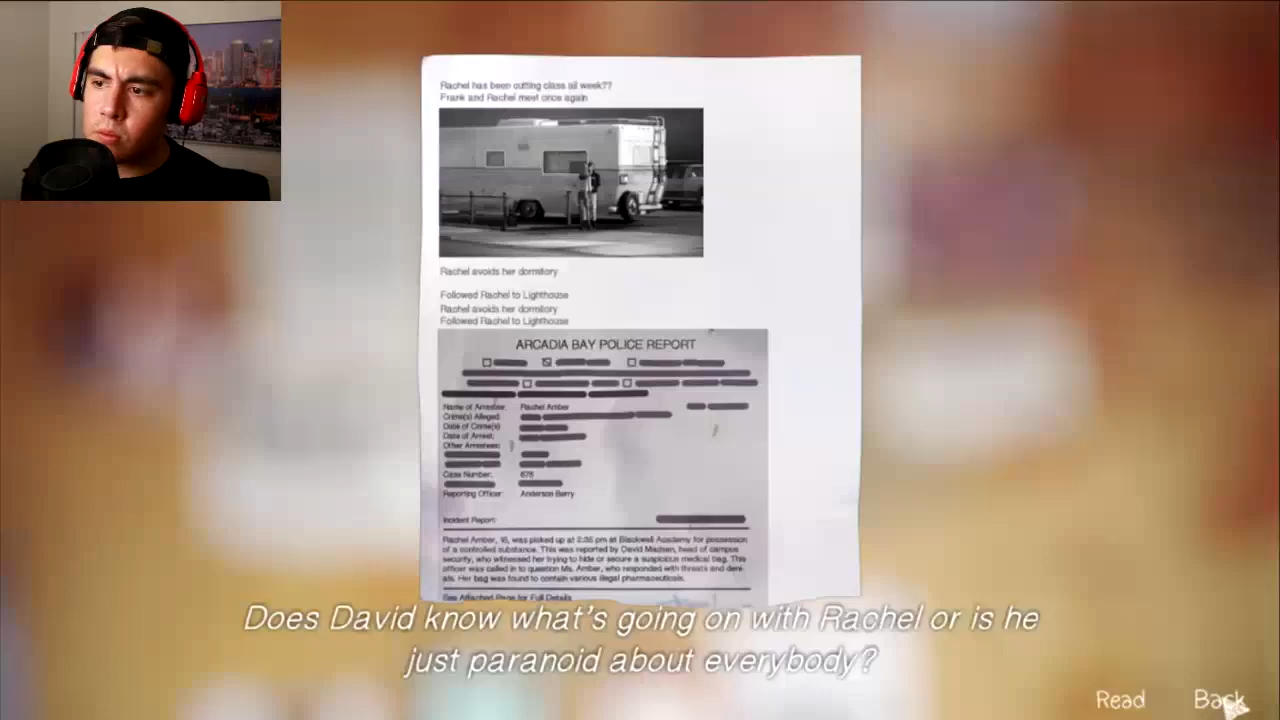 Rachel has been cutting class all week??
Frank and Rachel meet once again
Rachel avoids her dormitory
Followed Rachel to Lighthouse
Rachel avoids her dormitory
Followed Rachel to Lighthouse
ARCADIA BAY POLICE REPORT
Name of Arrestee: Rachel Amber
Crime(s) Alleged:
Date of Crime(s)
Date of Arrest:
Other Arrestees:
Case Number: 678
Reporting Officer: Anderson Berry
Incident Report:
Rachel Amber, 18, was picked up at 2:35 pm at Blackwell Academy for possession
of a controlled substance. This was reported by David Madsen, head of campus
security, who witnessed her trying to hide or secure a suspicious medical bag. This
officer was called in to question Ms. Amber, who responded with threats and deni-
als. Her bag was found to contain various illegal pharmaceuticals.
See Attached Page for Full Details
Does David know what's going on with Rachel or is he
just paranoid about everybody?
Read Back